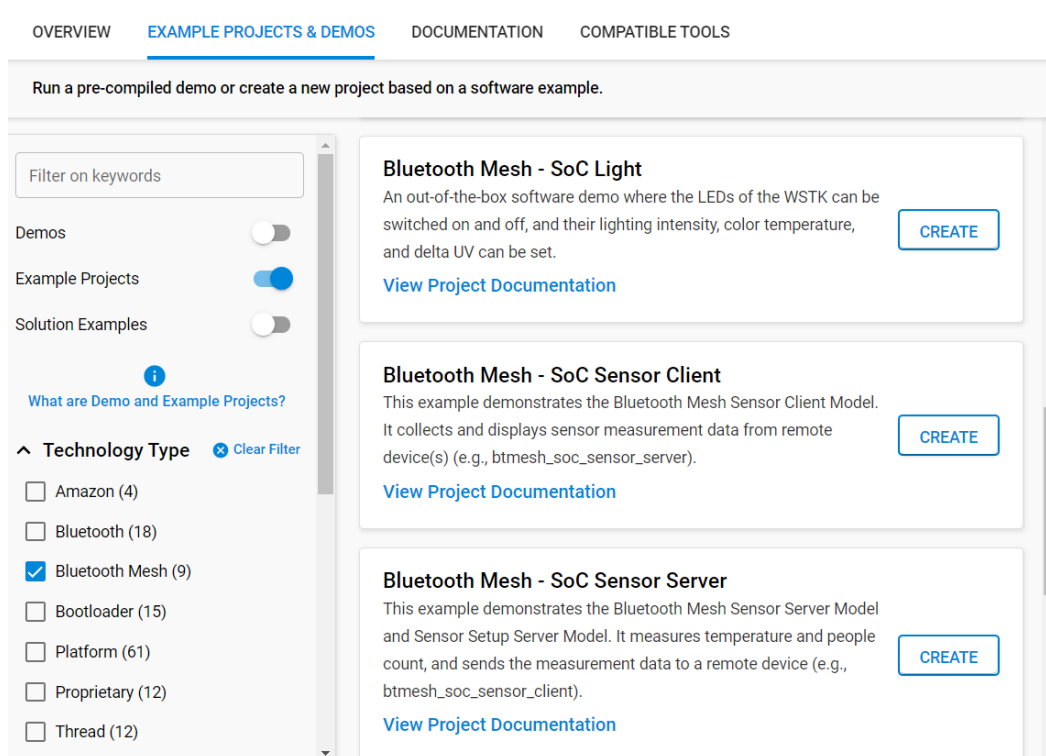 OVERVIEW EXAMPLE PROJECTS & DEMOS DOCUMENTATION COMPATIBLE TOOLS
Run a pre-compiled demo or create a new project based on a software example.
Filter on keywords
Demos
Example Projects
Solution Examples
What are Demo and Example Projects?
Technology Type Clear Filter
Amazon (4)
Bluetooth (18)
Bluetooth Mesh (9)
Bootloader (15)
Platform (61)
Proprietary (12)
Thread (12)
Bluetooth Mesh - SoC Light
An out-of-the-box software demo where the LEDs of the WSTK can be
switched on and off, and their lighting intensity, color temperature,
and delta UV can be set.
View Project Documentation
CREATE
Bluetooth Mesh - SoC Sensor Client
This example demonstrates the Bluetooth Mesh Sensor Client Model.
It collects and displays sensor measurement data from remote
device(s) (e.g., btmesh_soc_sensor_server).
View Project Documentation
CREATE
Bluetooth Mesh - SoC Sensor Server
This example demonstrates the Bluetooth Mesh Sensor Server Model
and Sensor Setup Server Model. It measures temperature and people
count, and sends the measurement data to a remote device (e.g.,
btmesh_soc_sensor_client).
View Project Documentation
CREATE